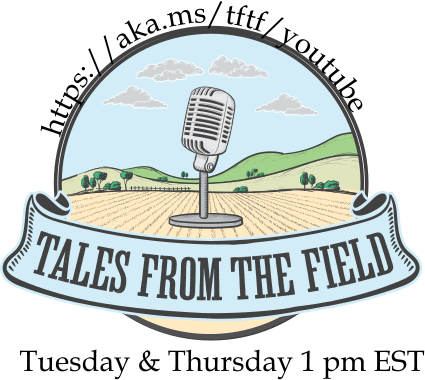 https://aka.ms/tftf/youtube
TALES FROM THE FIELD
Tuesday & Thursday 1 pm EST